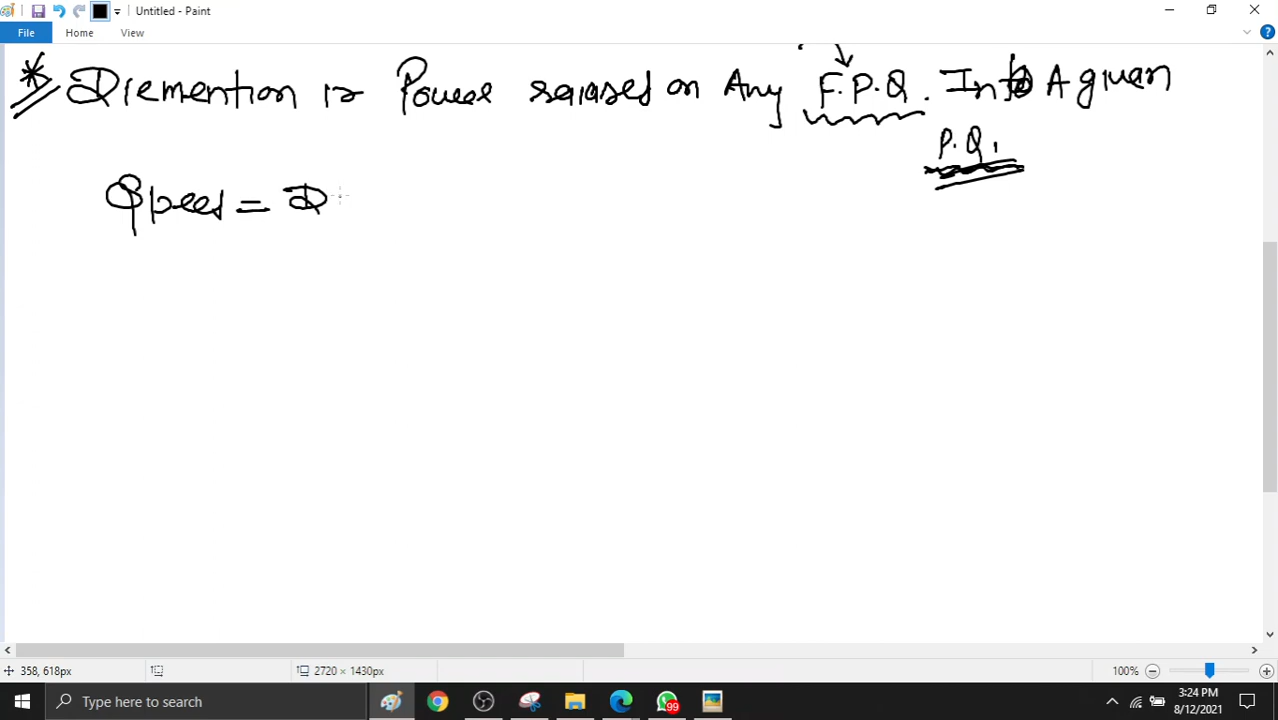 Untitled - Paint
File Home View
Diemention is Power raised on Any F.P.Q. Into A given
P.Q.
Speed = D
358, 618px 2720 × 1430px 100%
Type here to search
99
3:24 PM
8/12/2021